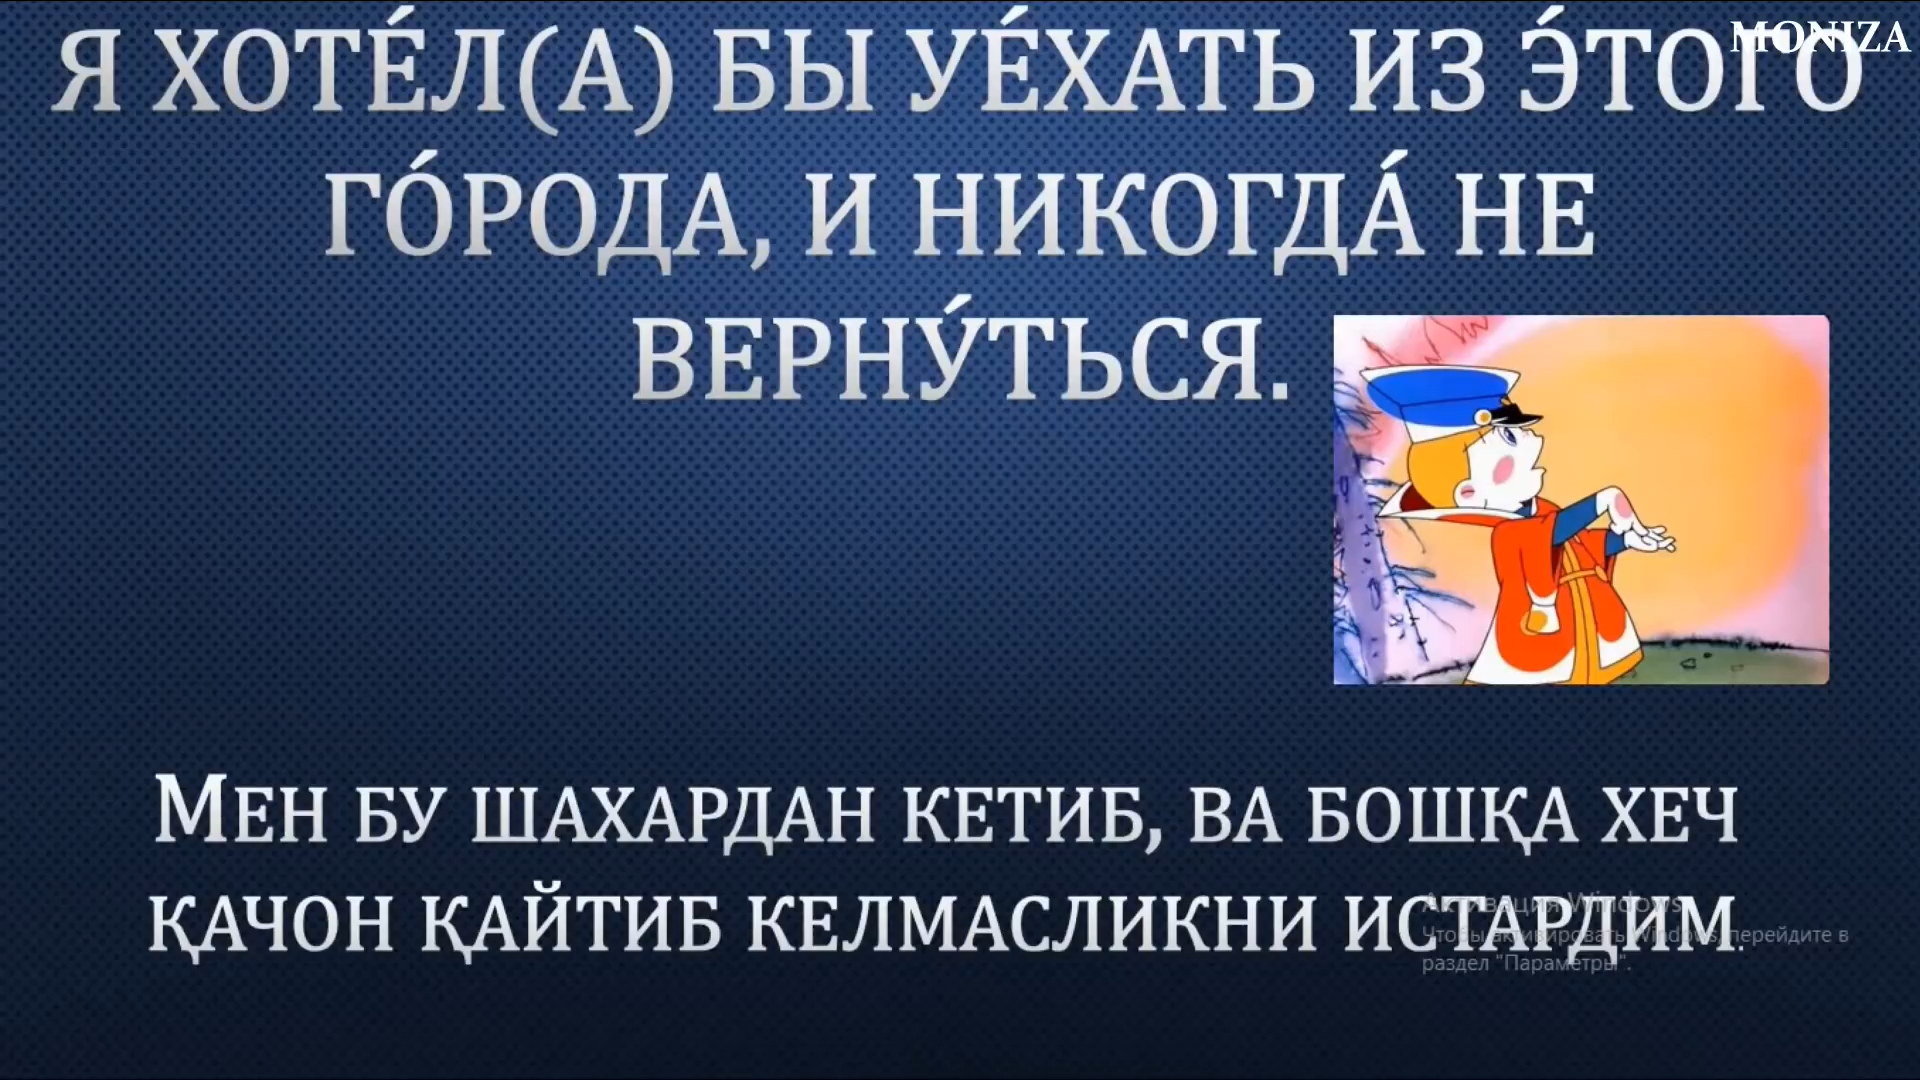 MONIZA
Я ХОТЕ́Л(А) БЫ УЕ́ХАТЬ ИЗ Э́ТОГО
ГО́РОДА, И НИКОГДА́ НЕ
ВЕРНУ́ТЬСЯ.
МЕН БУ ШАХАРДАН КЕТИБ, ВА БОШҚА ХЕЧ
ҚАЧОН ҚАЙТИБ КЕЛМАСЛИКНИ ИСТАРДИМ.
Активация Windows
Чтобы активировать Windows, перейдите в
раздел "Параметры".